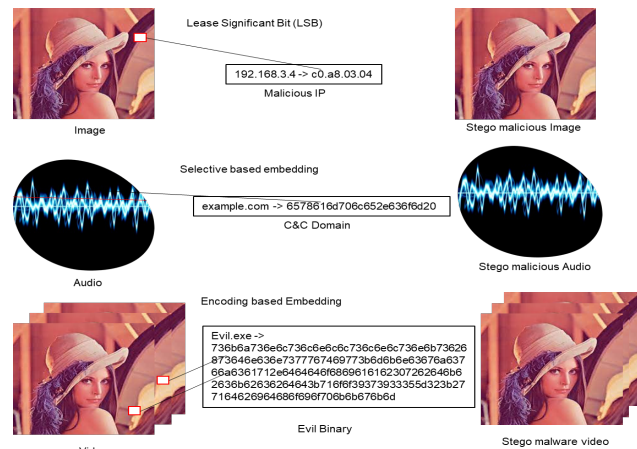 Lease Significant Bit (LSB)
192.168.3.4 -> c0.a8.03.04
Malicious IP
Image
Stego malicious Image
Selective based embedding
example.com -> 6578616d706c652e636f6d20
C&C Domain
Audio
Stego malicious Audio
Encoding based Embedding
Evil.exe ->
736b6a736e6c736c6e6c6c736c6e6c736e6b73626
873646e636e7377767469773b6d6b6e63676a637
66a6361712e6464646f686961616230726264 6b6
2636b62636264643b716f6f39373933355d323b27
7164626964686f696f706b6b676b6d
Evil Binary
Stego malware video